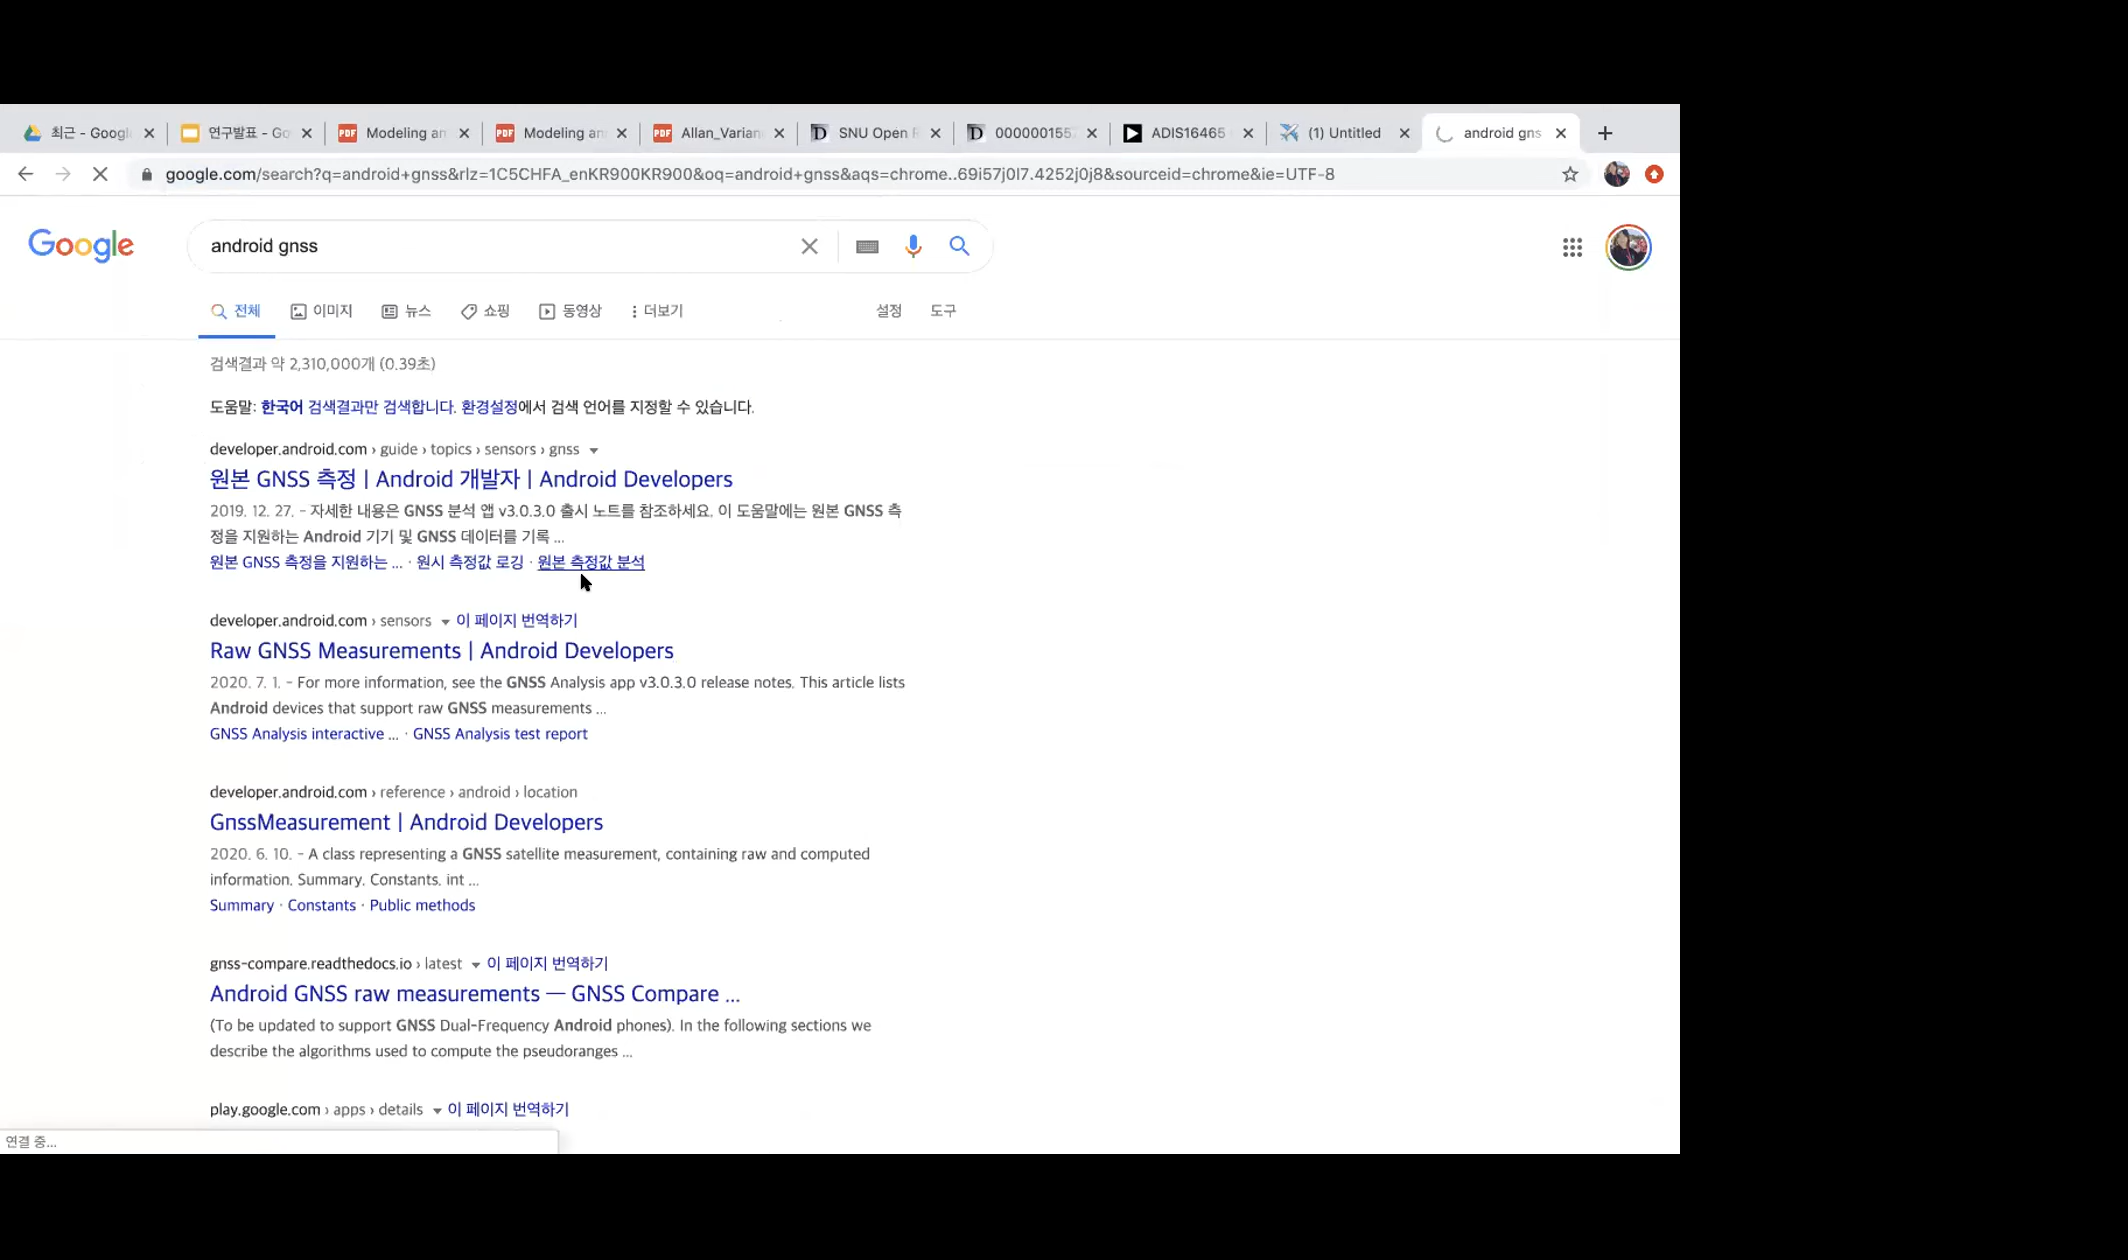 최근 - Googl
연구발표 - Go
Modeling an
Modeling an
Allan_Varian
SNU Open R
000000155
ADIS16465
(1) Untitled
android gns
google.com/search?q=android+gnss&rlz=1C5CHFA_enKR900KR900&oq=android+gnss&aqs=chrome..69i57j0l7.4252j0j8&sourceid=chrome&ie=UTF-8
Google
android gnss
전체 이미지 뉴스 쇼핑 동영상 더보기 설정 도구
검색결과 약 2,310,000개 (0.39초)
도움말: 한국어 검색결과만 검색합니다. 환경설정에서 검색 언어를 지정할 수 있습니다.
developer.android.com › guide › topics › sensors › gnss
원본 GNSS 측정 | Android 개발자 | Android Developers
2019. 12. 27. - 자세한 내용은 GNSS 분석 앱 v3.0.3.0 출시 노트를 참조하세요. 이 도움말에는 원본 GNSS 측
정을 지원하는 Android 기기 및 GNSS 데이터를 기록 ...
원본 GNSS 측정을 지원하는 ... · 원시 측정값 로깅 · 원본 측정값 분석
developer.android.com › sensors 이 페이지 번역하기
Raw GNSS Measurements | Android Developers
2020. 7. 1. - For more information, see the GNSS Analysis app v3.0.3.0 release notes. This article lists
Android devices that support raw GNSS measurements ...
GNSS Analysis interactive ... · GNSS Analysis test report
developer.android.com › reference › android › location
GnssMeasurement | Android Developers
2020. 6. 10. - A class representing a GNSS satellite measurement, containing raw and computed
information. Summary. Constants. int ...
Summary · Constants · Public methods
gnss-compare.readthedocs.io › latest 이 페이지 번역하기
Android GNSS raw measurements — GNSS Compare ...
(To be updated to support GNSS Dual-Frequency Android phones). In the following sections we
describe the algorithms used to compute the pseudoranges ...
play.google.com › apps › details 이 페이지 번역하기
연결 중...